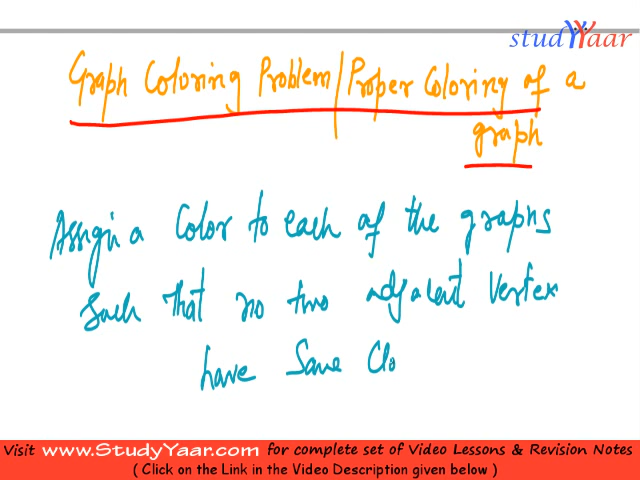 studYYaar
Graph Coloring Problem/Proper Coloring of a
graph
Assign a Color to each of the graphs
such that no two adjacent Vertex
have Same Clo
Visit www.StudyYaar.com for complete set of Video Lessons & Revision Notes
( Click on the Link in the Video Description given below )